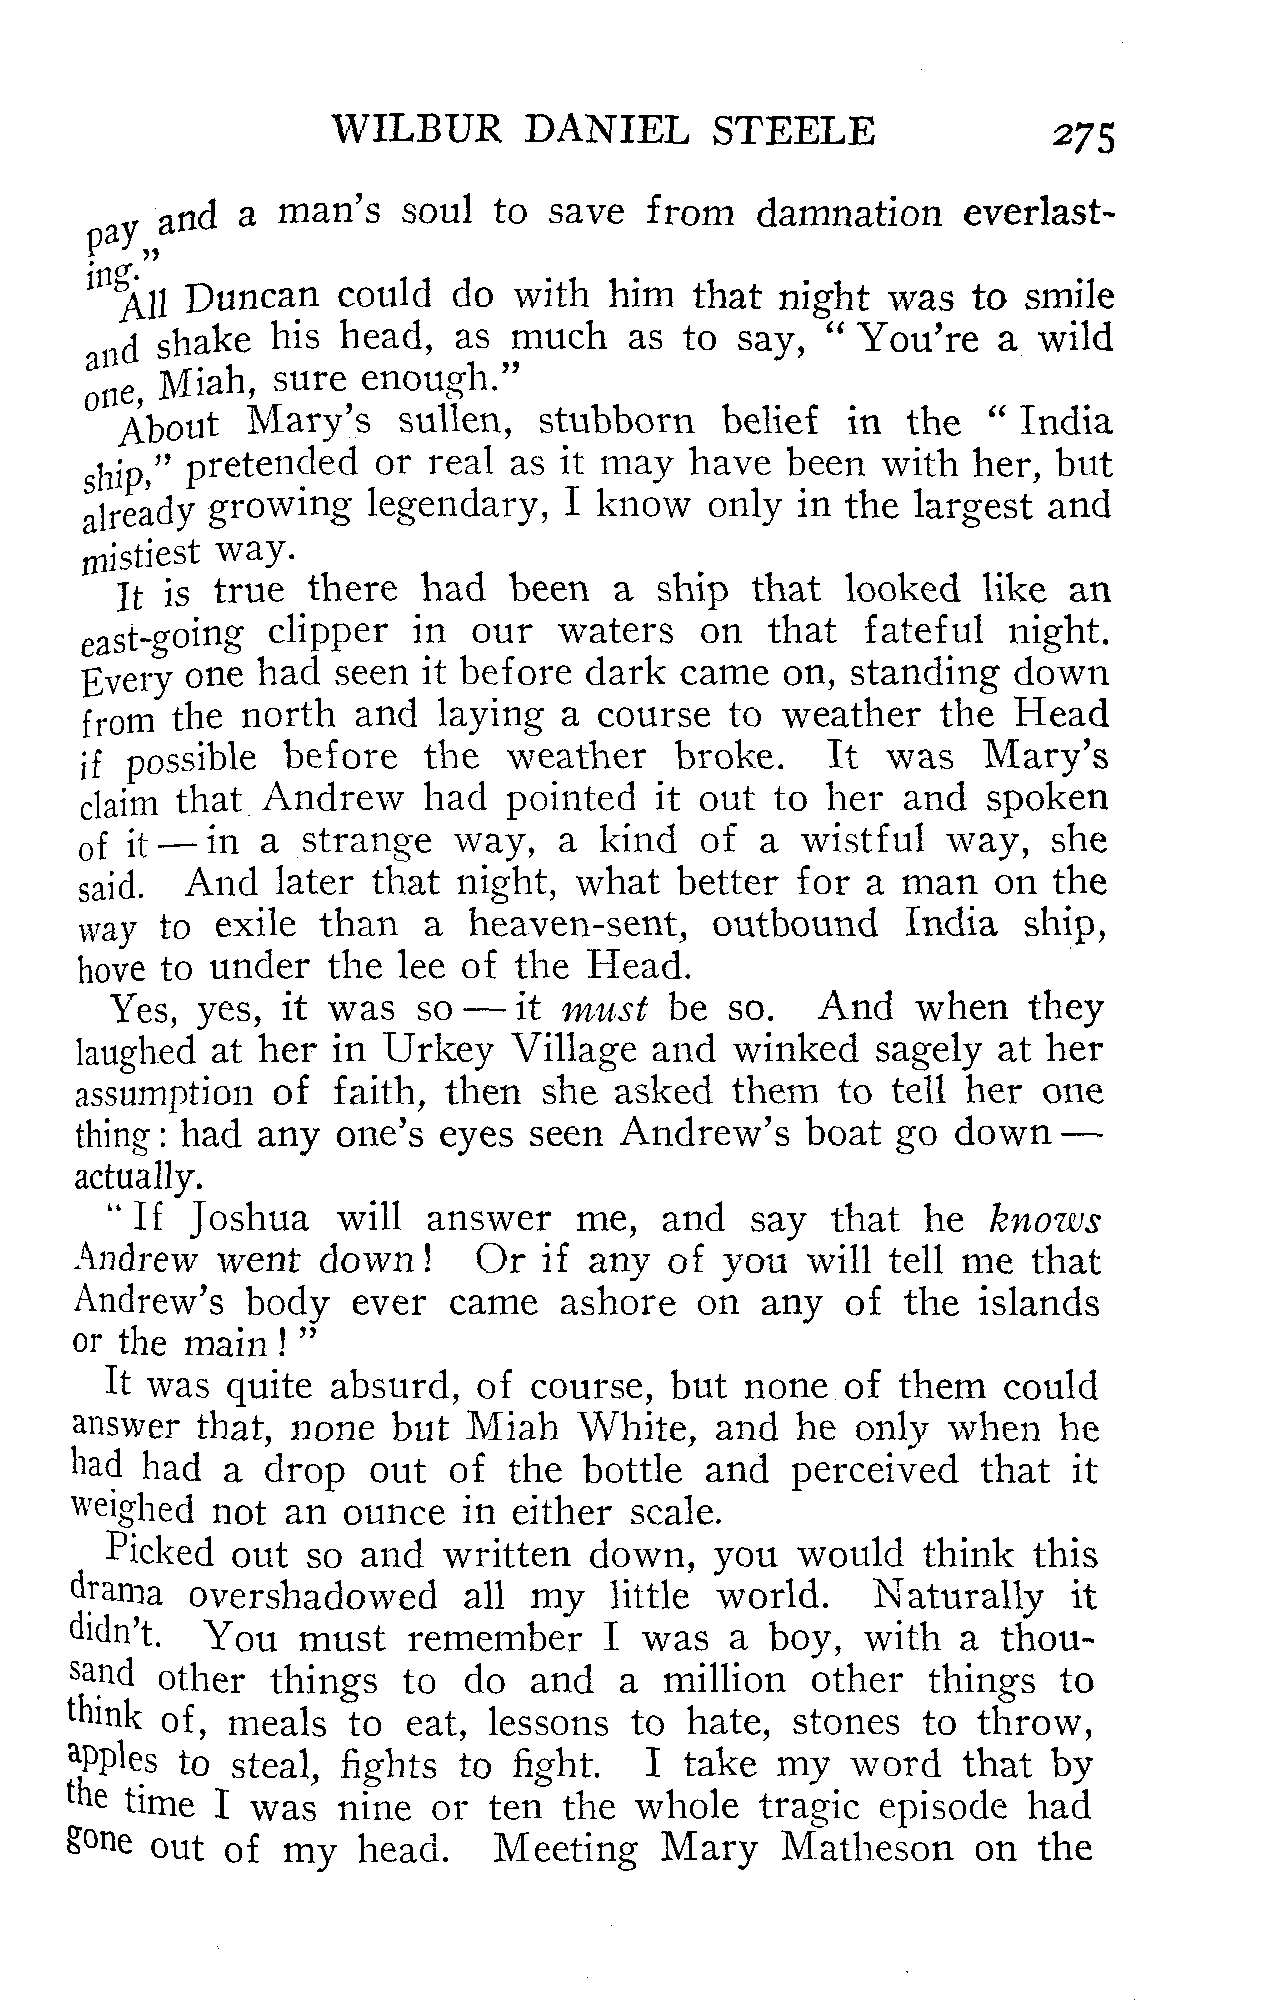 WILBUR DANIEL STEELE 275
pay and a man's soul to save from damnation everlast-
ing."
All Duncan could do with him that night was to smile
and shake his head, as much as to say, " You're a wild
one, Miah, sure enough."
About Mary's sullen, stubborn belief in the " India
ship," pretended or real as it may have been with her, but
already growing legendary, I know only in the largest and
mistiest way.
It is true there had been a ship that looked like an
east-going clipper in our waters on that fateful night.
Every one had seen it before dark came on, standing down
from the north and laying a course to weather the Head
if possible before the weather broke. It was Mary's
claim that Andrew had pointed it out to her and spoken
of it — in a strange way, a kind of a wistful way, she
said. And later that night, what better for a man on the
way to exile than a heaven-sent, outbound India ship,
hove to under the lee of the Head.
Yes, yes, it was so — it must be so. And when they
laughed at her in Urkey Village and winked sagely at her
assumption of faith, then she asked them to tell her one
thing : had any one's eyes seen Andrew's boat go down —
actually.
" If Joshua will answer me, and say that he knows
Andrew went down! Or if any of you will tell me that
Andrew's body ever came ashore on any of the islands
or the main ! "
It was quite absurd, of course, but none of them could
answer that, none but Miah White, and he only when he
had had a drop out of the bottle and perceived that it
weighed not an ounce in either scale.
Picked out so and written down, you would think this
drama overshadowed all my little world. Naturally it
didn't. You must remember I was a boy, with a thou-
sand other things to do and a million other things to
think of, meals to eat, lessons to hate, stones to throw,
apples to steal, fights to fight. I take my word that by
the time I was nine or ten the whole tragic episode had
gone out of my head. Meeting Mary Matheson on the